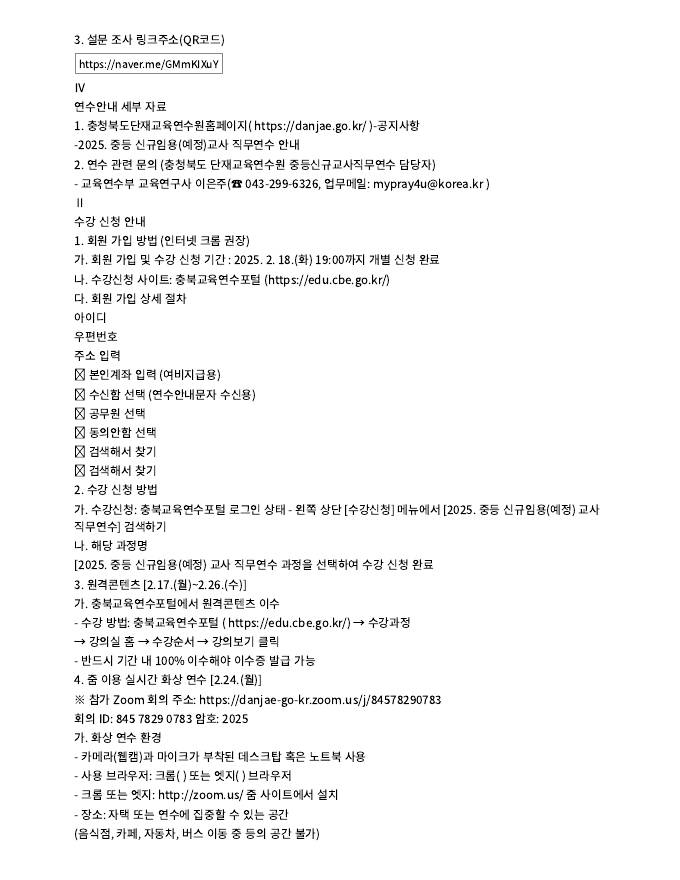 3. 설문 조사 링크주소(QR코드)
https://naver.me/GMmKIXuY
Ⅳ
연수안내 세부 자료
1. 충청북도단재교육연수원홈페이지( https://danjae.go.kr/ )-공지사항
-2025. 중등 신규임용(예정)교사 직무연수 안내
2. 연수 관련 문의 (충청북도 단재교육연수원 중등신규교사직무연수 담당자)
- 교육연수부 교육연구사 이은주(☎ 043-299-6326, 업무메일: mypray4u@korea.kr )
Ⅱ
수강 신청 안내
1. 회원 가입 방법 (인터넷 크롬 권장)
가. 회원 가입 및 수강 신청 기간 : 2025. 2. 18.(화) 19:00까지 개별 신청 완료
나. 수강신청 사이트: 충북교육연수포털 (https://edu.cbe.go.kr/)
다. 회원 가입 상세 절차
아이디
우편번호
주소 입력
☒ 본인계좌 입력 (여비지급용)
☒ 수신함 선택 (연수안내문자 수신용)
☒ 공무원 선택
☒ 동의안함 선택
☒ 검색해서 찾기
☒ 검색해서 찾기
2. 수강 신청 방법
가. 수강신청: 충북교육연수포털 로그인 상태 - 왼쪽 상단 [수강신청] 메뉴에서 [2025. 중등 신규임용(예정) 교사
직무연수] 검색하기
나. 해당 과정명
[2025. 중등 신규임용(예정) 교사 직무연수 과정을 선택하여 수강 신청 완료
3. 원격콘텐츠 [2.17.(월)~2.26.(수)]
가. 충북교육연수포털에서 원격콘텐츠 이수
- 수강 방법: 충북교육연수포털 ( https://edu.cbe.go.kr/) → 수강과정
→ 강의실 홈 → 수강순서 → 강의보기 클릭
- 반드시 기간 내 100% 이수해야 이수증 발급 가능
4. 줌 이용 실시간 화상 연수 [2.24.(월)]
※ 참가 Zoom 회의 주소: https://danjae-go-kr.zoom.us/j/84578290783
회의 ID: 845 7829 0783 암호: 2025
가. 화상 연수 환경
- 카메라(웹캠)과 마이크가 부착된 데스크탑 혹은 노트북 사용
- 사용 브라우저: 크롬( ) 또는 엣지( ) 브라우저
- 크롬 또는 엣지: http://zoom.us/ 줌 사이트에서 설치
- 장소: 자택 또는 연수에 집중할 수 있는 공간
(음식점, 카페, 자동차, 버스 이동 중 등의 공간 불가)